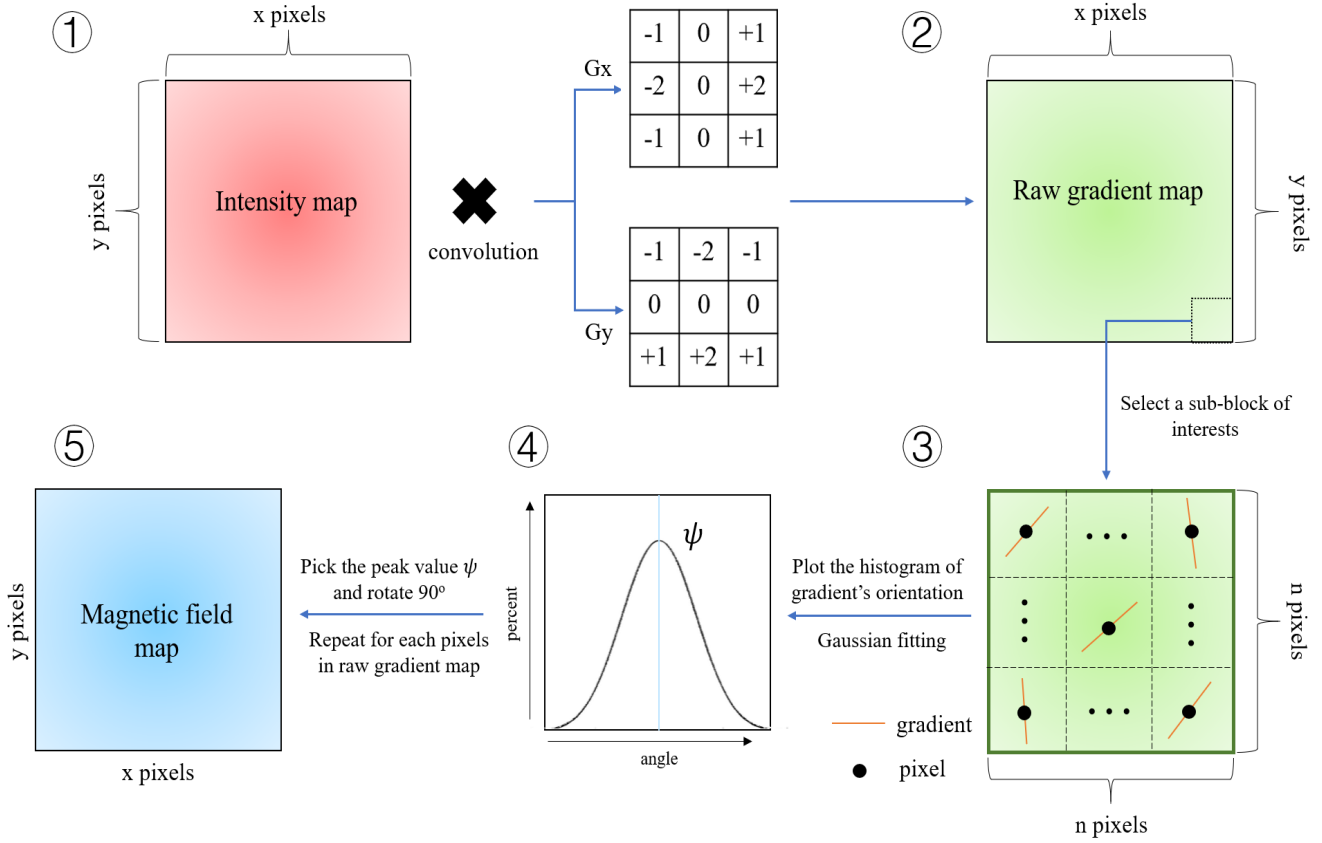 ①
x pixels
y pixels
Intensity map
convolution
Gx
-1 0 +1
-2 0 +2
-1 0 +1
Gy
-1 -2 -1
0 0 0
+1 +2 +1
②
x pixels
Raw gradient map
y pixels
Select a sub-block of
interests
③
n pixels
n pixels
gradient
pixel
Plot the histogram of
gradient’s orientation
Gaussian fitting
④
ψ
percent
angle
Pick the peak value ψ
and rotate 90º
Repeat for each pixels
in raw gradient map
⑤
y pixels
Magnetic field
map
x pixels